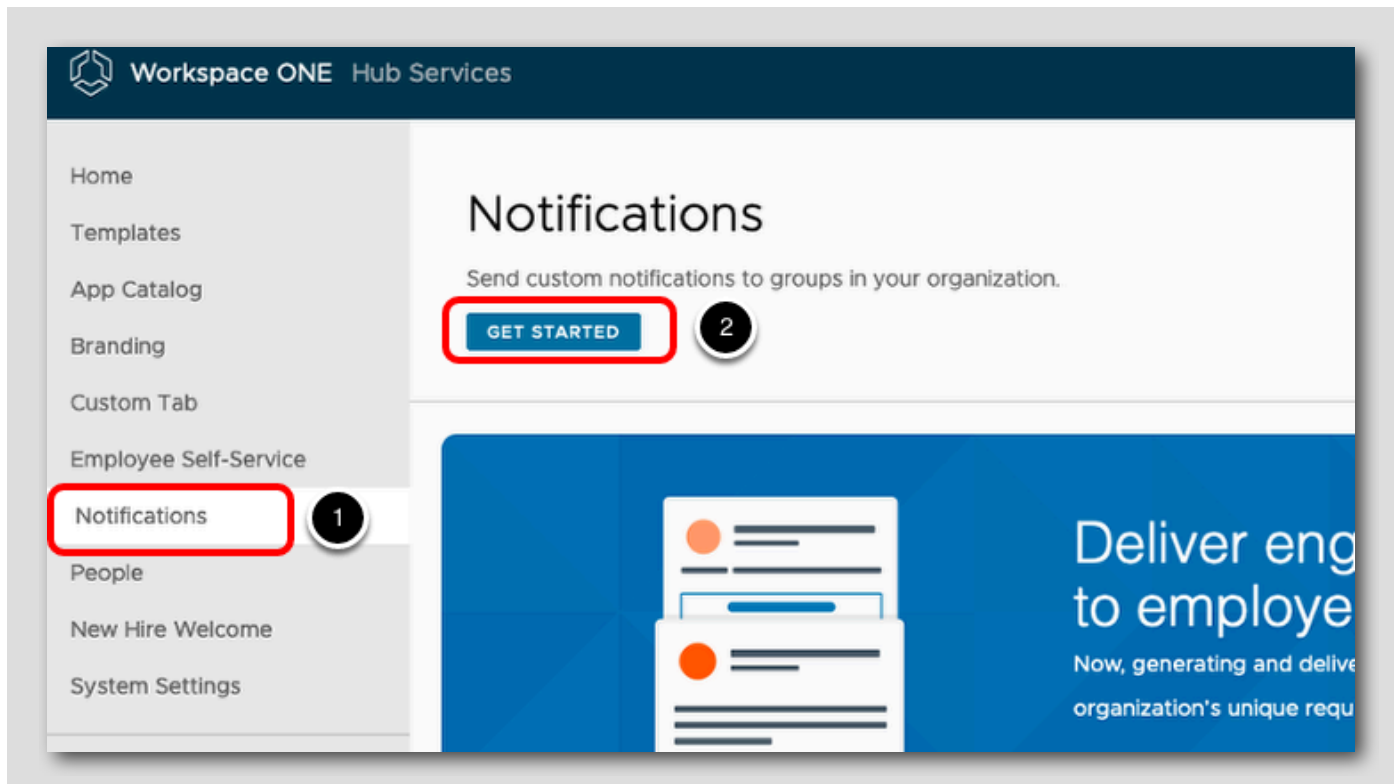 Workspace ONE Hub Services
Home
Templates
App Catalog
Branding
Custom Tab
Employee Self-Service
Notifications
1
People
New Hire Welcome
System Settings
Notifications
Send custom notifications to groups in your organization.
GET STARTED
2
Deliver eng
to employe
Now, generating and delive
organization's unique requ